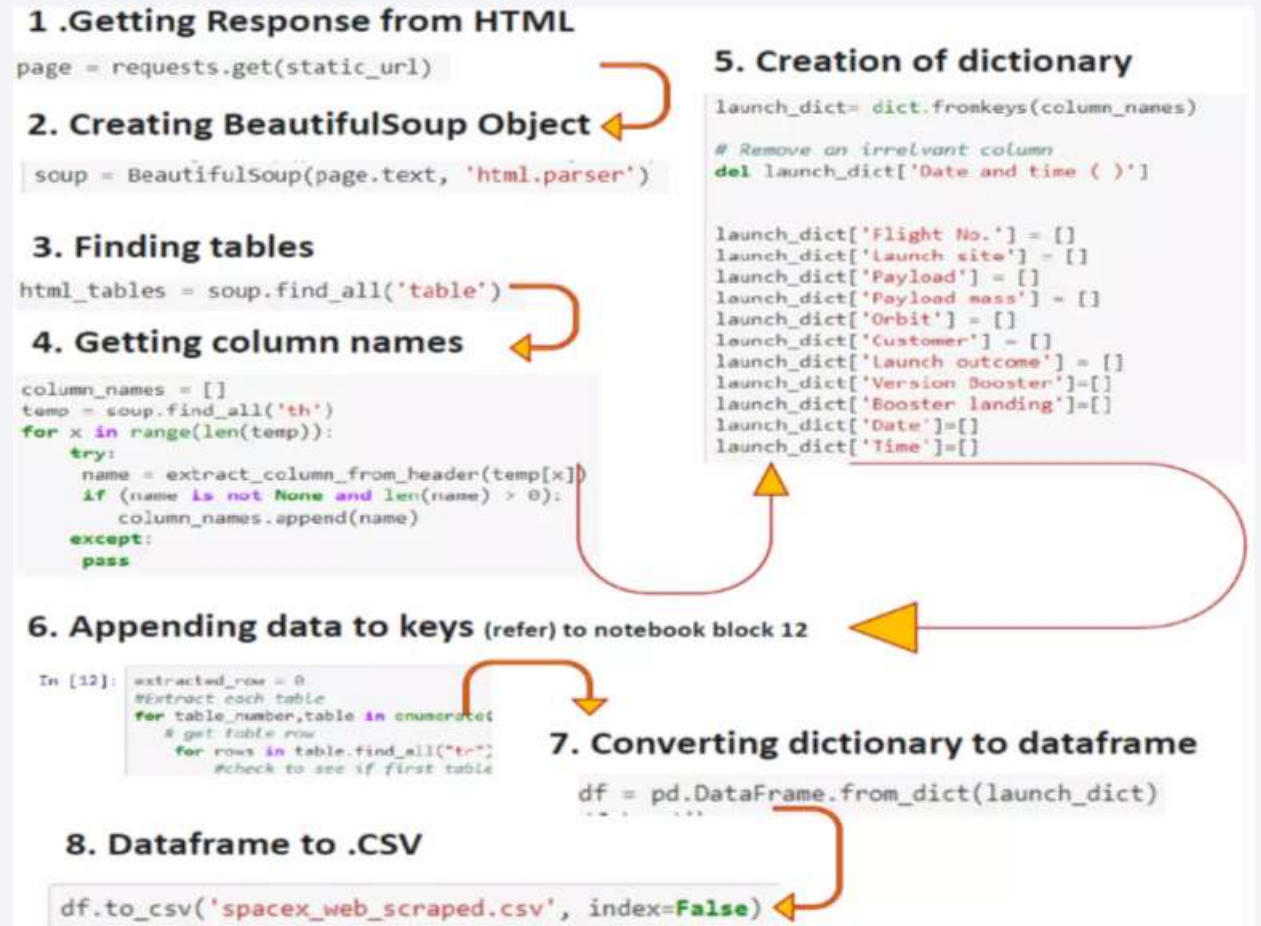 1 .Getting Response from HTML
page = requests.get(static_url)
2. Creating BeautifulSoup Object
soup = BeautifulSoup(page.text, 'html.parser')
3. Finding tables
html_tables = soup.find_all('table')
4. Getting column names
column_names = []
temp = soup.find_all('th')
for x in range(len(temp)):
try:
name = extract_column_from_header(temp[x])
if (name is not None and len(name) > 0):
column_names.append(name)
except:
pass
5. Creation of dictionary
launch_dict= dict.fromkeys(column_names)
# Remove an irrelvant column
del launch_dict['Date and time ( )']
launch_dict['Flight No.'] = []
launch_dict['Launch site'] = []
launch_dict['Payload'] = []
launch_dict['Payload mass'] = []
launch_dict['Orbit'] = []
launch_dict['Customer'] = []
launch_dict['Launch outcome'] = []
launch_dict['Version Booster']=[]
launch_dict['Booster landing']=[]
launch_dict['Date']=[]
launch_dict['Time']=[]
6. Appending data to keys (refer) to notebook block 12
In [12]: extracted_row = 0
#Extract each table
for table_number,table in enumerate(
# get table row
for rows in table.find_all("tr")
#check to see if first table
7. Converting dictionary to dataframe
df = pd.DataFrame.from_dict(launch_dict)
8. Dataframe to .CSV
df.to_csv('spacex_web_scraped.csv', index=False)